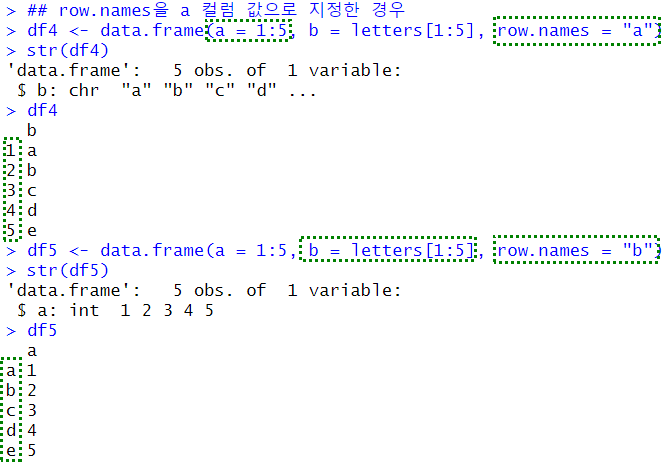 > ## row.names을 a 컬럼 값으로 지정한 경우
> df4 <- data.frame(a = 1:5, b = letters[1:5], row.names = "a")
> str(df4)
'data.frame':   5 obs. of  1 variable:
 $ b: chr  "a" "b" "c" "d" ...
> df4
  b
1 a
2 b
3 c
4 d
5 e
> df5 <- data.frame(a = 1:5, b = letters[1:5], row.names = "b")
> str(df5)
'data.frame':   5 obs. of  1 variable:
 $ a: int  1 2 3 4 5
> df5
  a
a 1
b 2
c 3
d 4
e 5